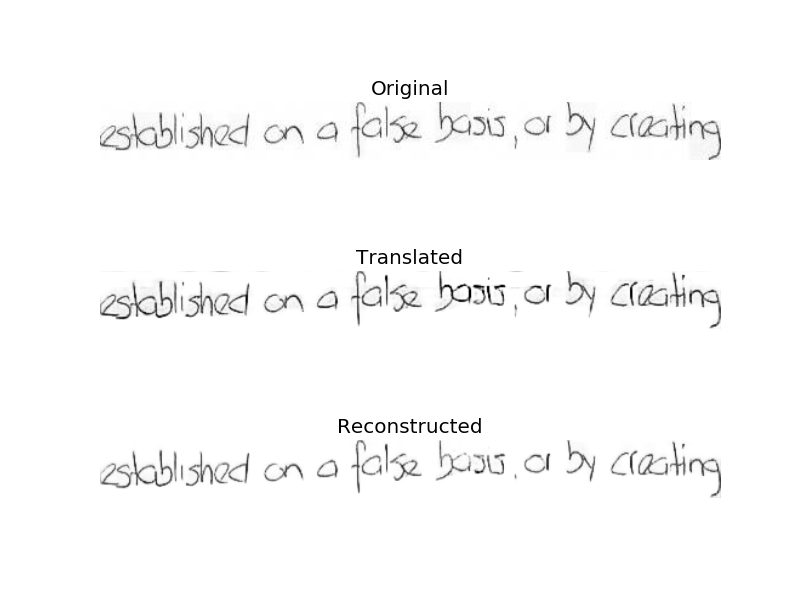 Original
established on a false basis, or by creating
Translated
established on a false basis, or by creating
Reconstructed
established on a false basis, or by creating